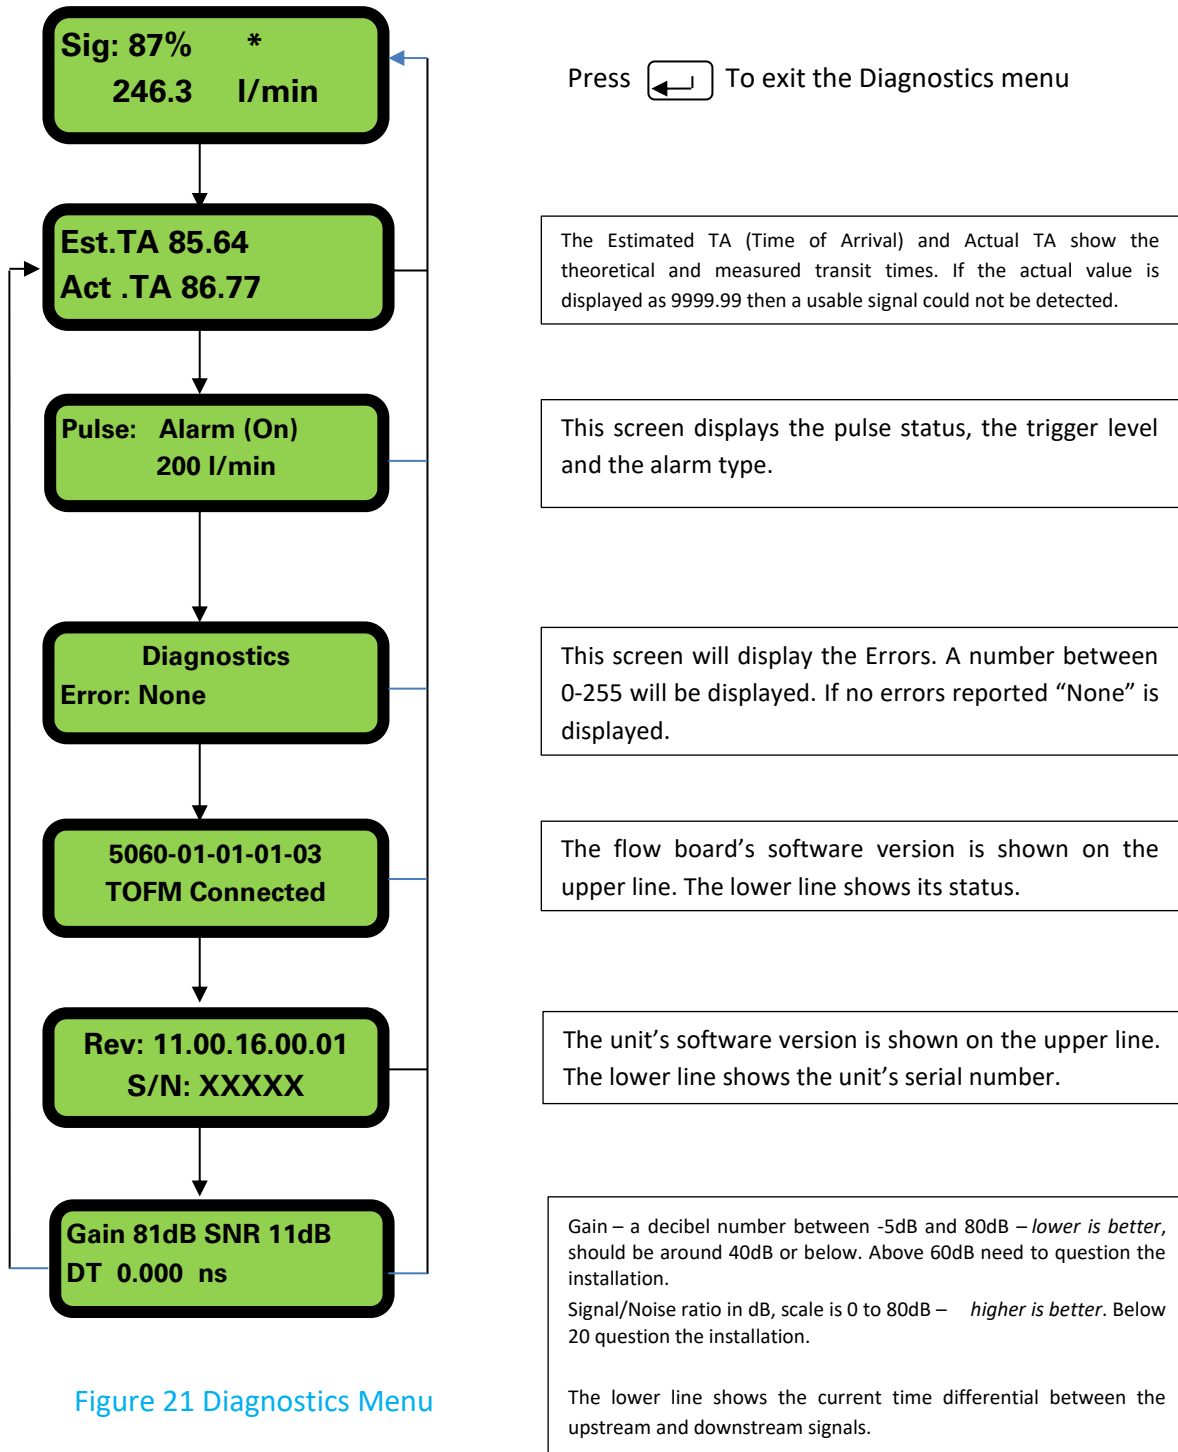 Sig: 87% *
246.3 l/min
Press To exit the Diagnostics menu
Est.TA 85.64
Act .TA 86.77
The Estimated TA (Time of Arrival) and Actual TA show the
theoretical and measured transit times. If the actual value is
displayed as 9999.99 then a usable signal could not be detected.
Pulse: Alarm (On)
200 l/min
This screen displays the pulse status, the trigger level
and the alarm type.
Diagnostics
Error: None
This screen will display the Errors. A number between
0-255 will be displayed. If no errors reported “None” is
displayed.
5060-01-01-01-03
TOFM Connected
The flow board’s software version is shown on the
upper line. The lower line shows its status.
Rev: 11.00.16.00.01
S/N: XXXXX
The unit’s software version is shown on the upper line.
The lower line shows the unit’s serial number.
Gain 81dB SNR 11dB
DT 0.000 ns
Gain – a decibel number between -5dB and 80dB – lower is better,
should be around 40dB or below. Above 60dB need to question the
installation.
Signal/Noise ratio in dB, scale is 0 to 80dB – higher is better. Below
20 question the installation.
The lower line shows the current time differential between the
upstream and downstream signals.
Figure 21 Diagnostics Menu